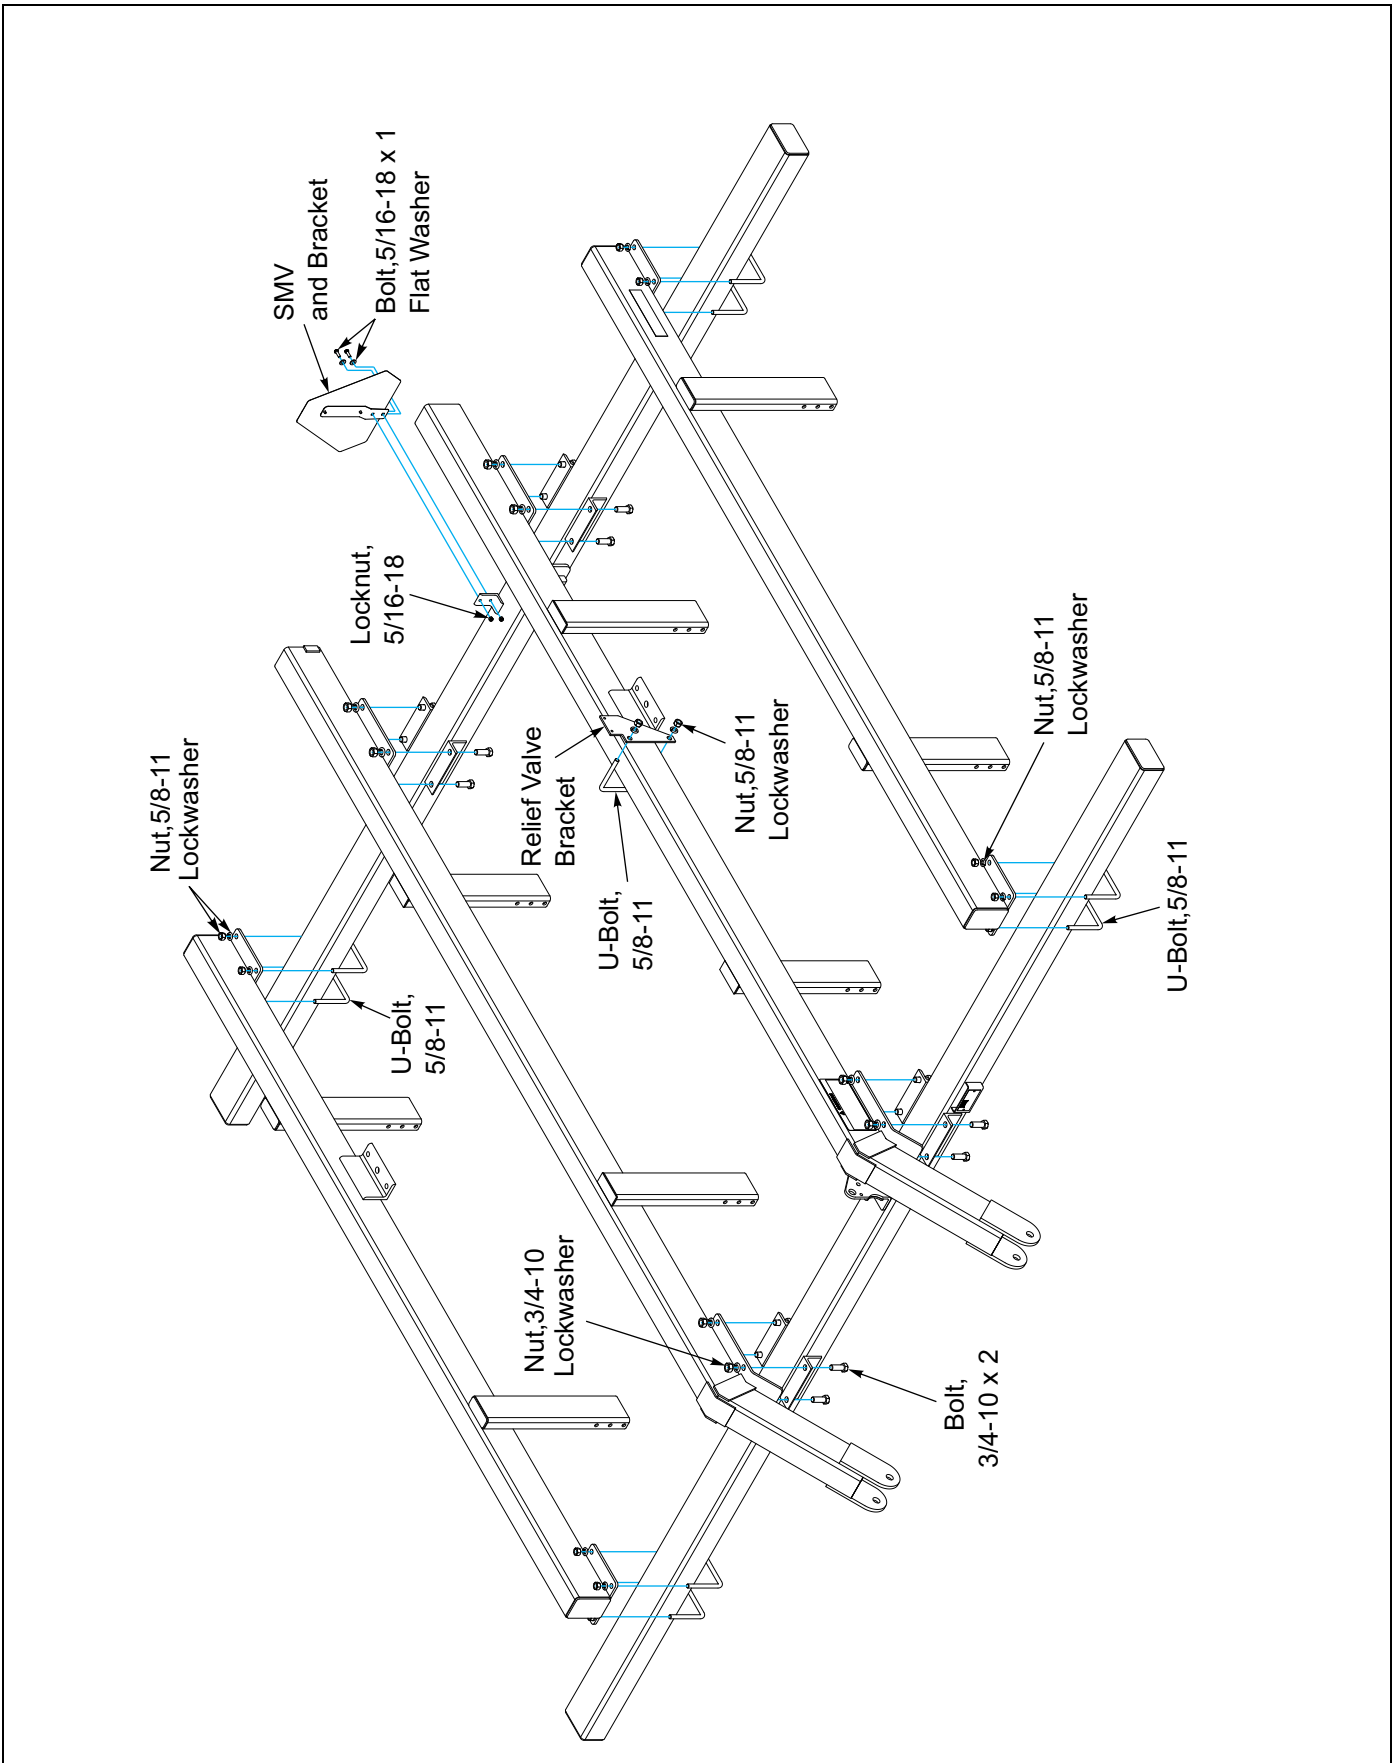 SMV
and Bracket
Bolt,5/16-18 x 1
Flat Washer
Locknut,
5/16-18
Nut,5/8-11
Lockwasher
U-Bolt,
5/8-11
Relief Valve
Bracket
U-Bolt,
5/8-11
Nut,5/8-11
Lockwasher
Nut,5/8-11
Lockwasher
U-Bolt,5/8-11
Nut,3/4-10
Lockwasher
Bolt,
3/4-10 x 2